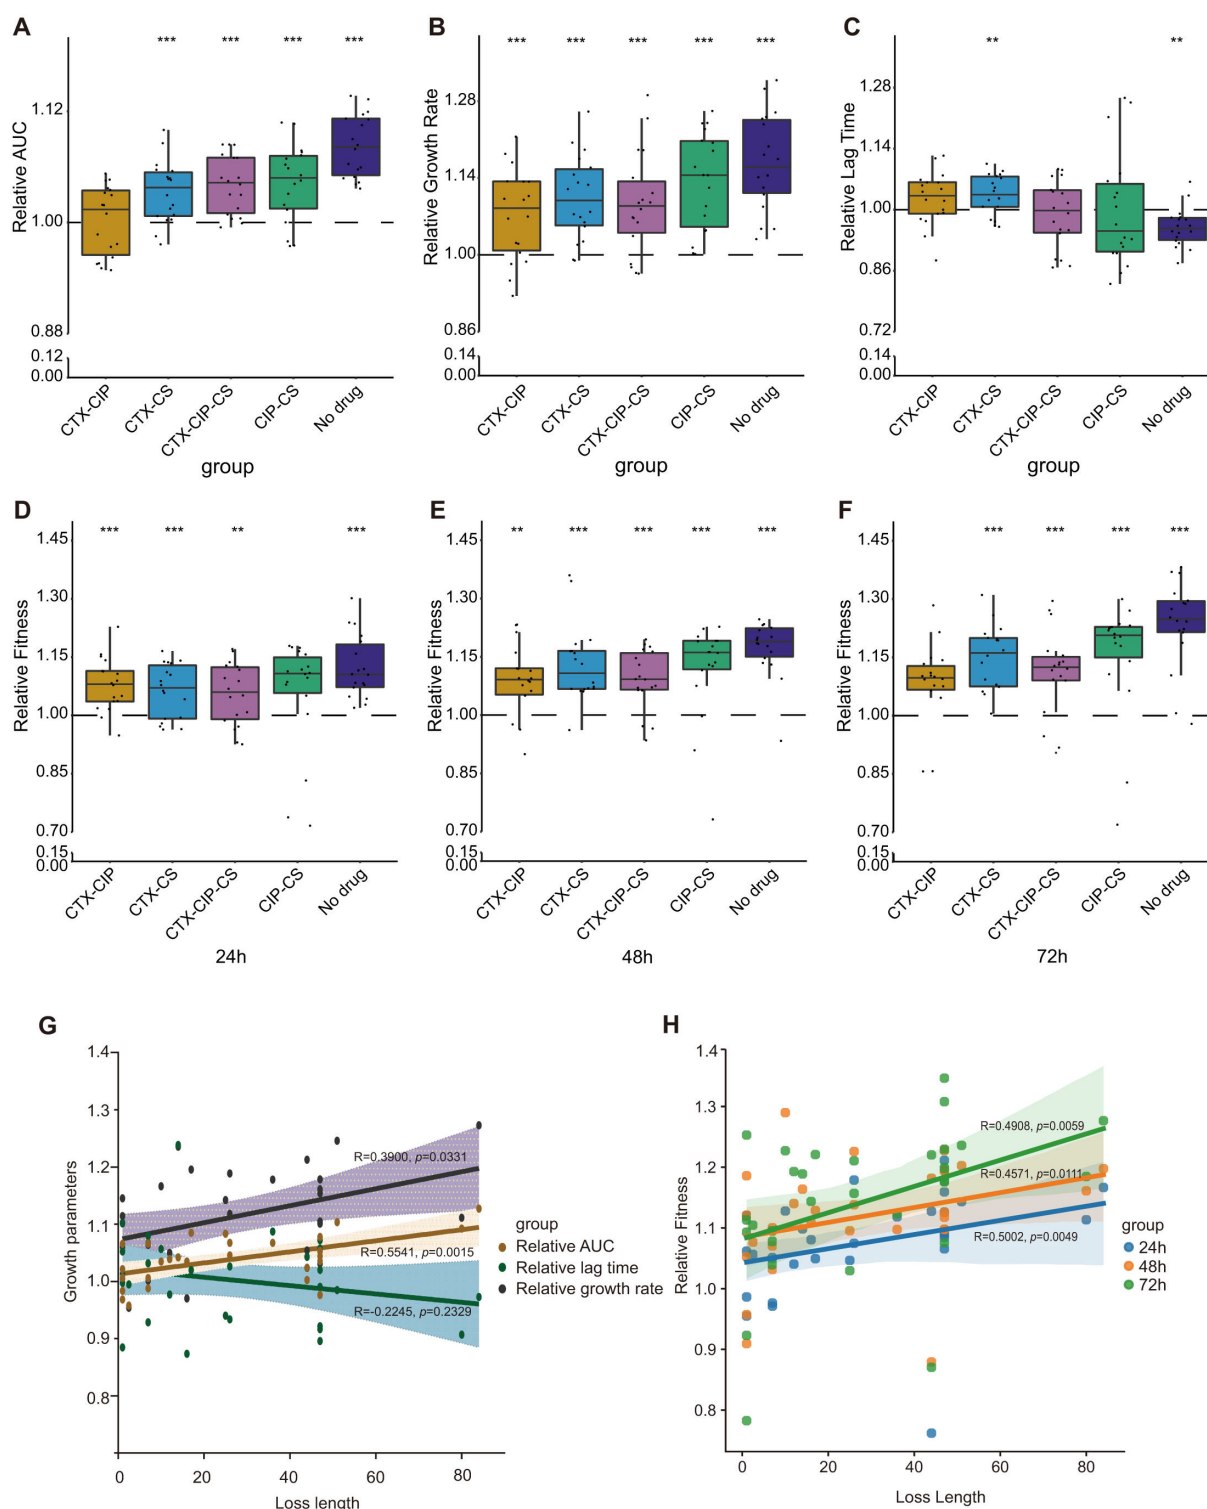 A
*** *** *** ***
Relative AUC
1.12
1.00
0.88
0.12
0.00
CTX-CIP
CTX-CS
CTX-CIP-CS
CIP-CS
No drug
group
B
*** *** *** *** ***
Relative Growth Rate
1.28
1.14
1.00
0.86
0.14
0.00
CTX-CIP
CTX-CS
CTX-CIP-CS
CIP-CS
No drug
group
C
** **
Relative Lag Time
1.28
1.14
1.00
0.86
0.72
0.14
0.00
CTX-CIP
CTX-CS
CTX-CIP-CS
CIP-CS
No drug
group
D
*** *** ** ***
Relative Fitness
1.45
1.30
1.15
1.00
0.85
0.70
0.15
0.00
CTX-CIP
CTX-CS
CTX-CIP-CS
CIP-CS
No drug
24h
E
** *** *** *** ***
Relative Fitness
1.45
1.30
1.15
1.00
0.85
0.70
0.15
0.00
CTX-CIP
CTX-CS
CTX-CIP-CS
CIP-CS
No drug
48h
F
*** *** *** ***
Relative Fitness
1.45
1.30
1.15
1.00
0.85
0.70
0.15
0.00
CTX-CIP
CTX-CS
CTX-CIP-CS
CIP-CS
No drug
72h
G
Growth parameters
1.4
1.3
1.2
1.1
1.0
0.9
0.8
R=0.3900, p=0.0331
R=0.5541, p=0.0015
R=-0.2245, p=0.2329
0 20 40 60 80
Loss length
group
Relative AUC
Relative lag time
Relative growth rate
H
Relative Fitness
1.4
1.3
1.2
1.1
1.0
0.9
0.8
R=0.4908, p=0.0059
R=0.4571, p=0.0111
R=0.5002, p=0.0049
0 20 40 60 80
Loss Length
group
24h
48h
72h